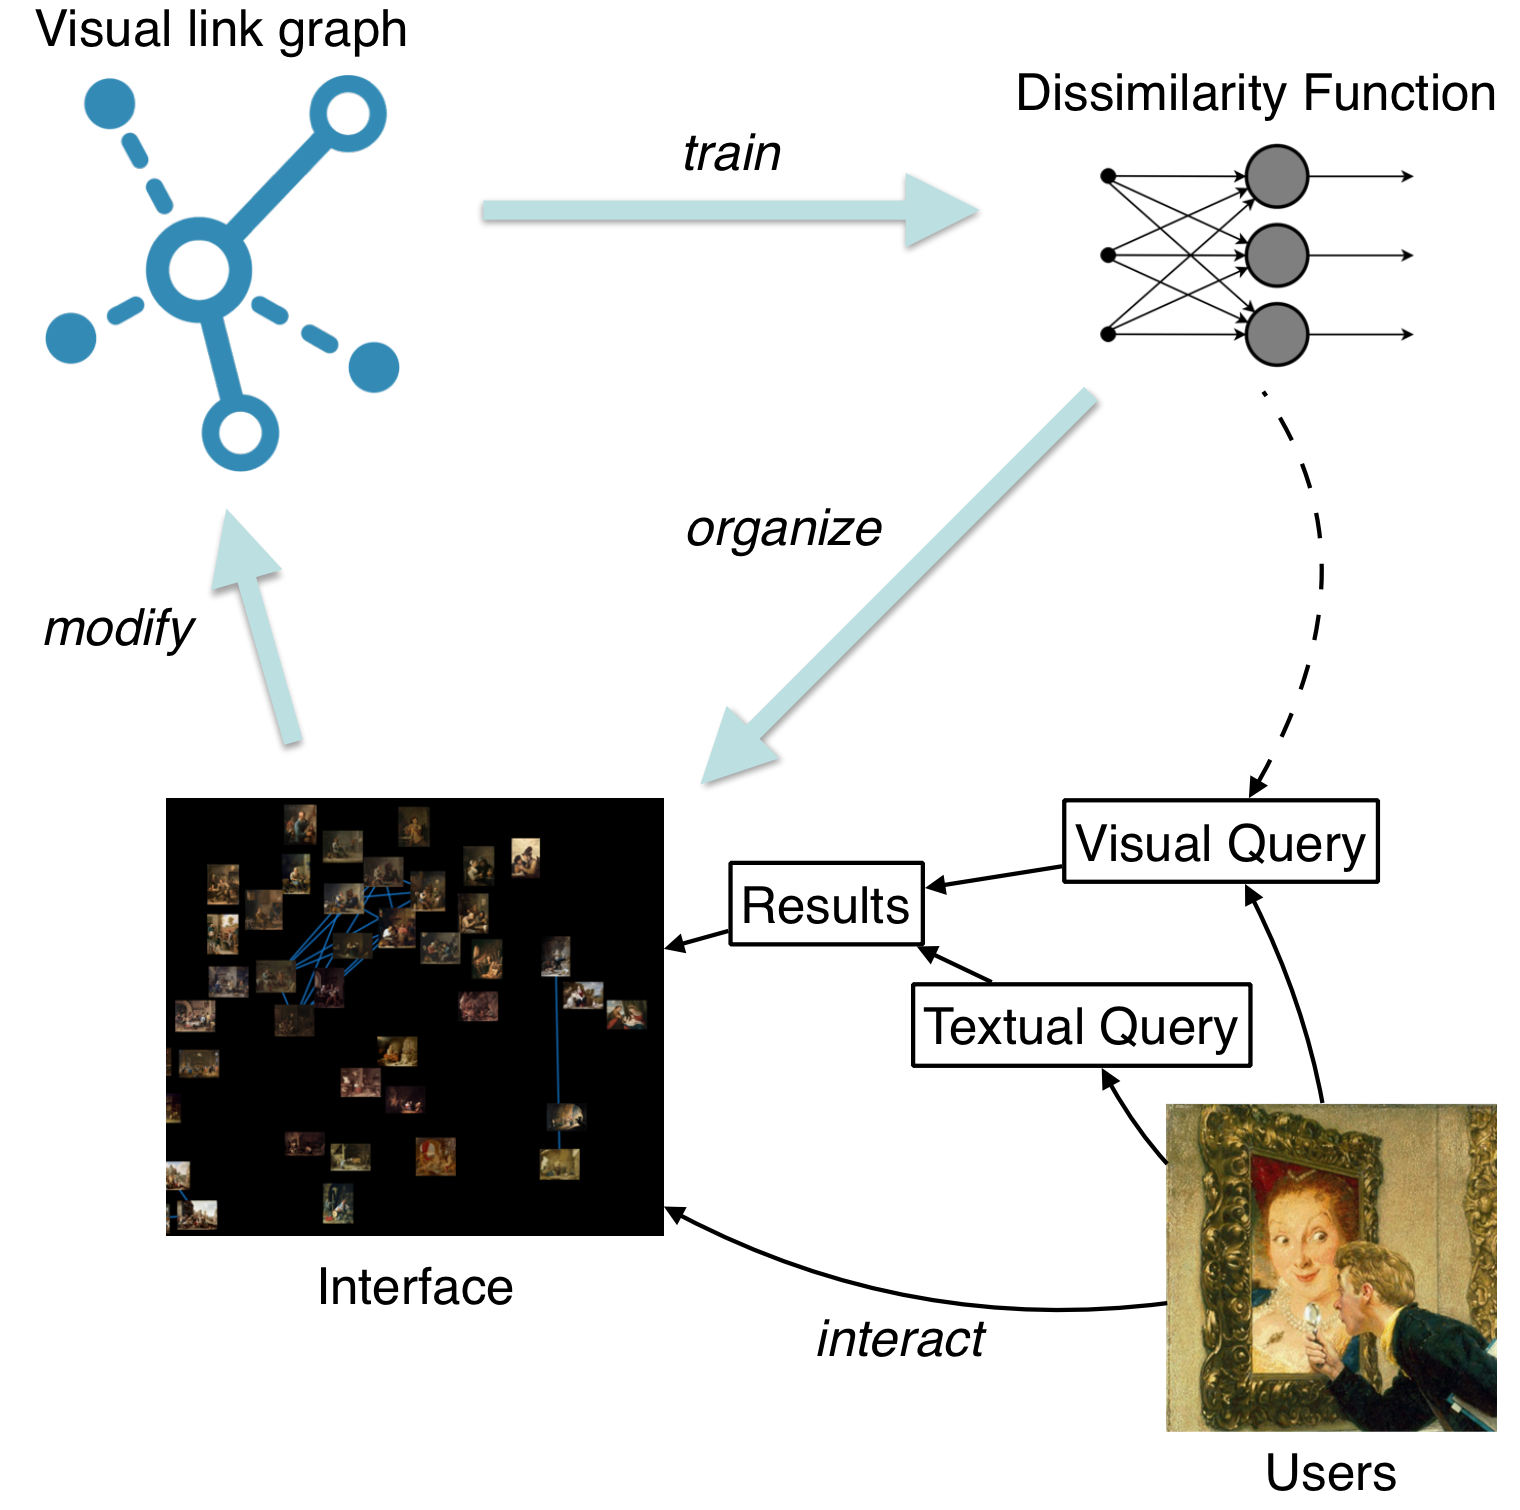 Visual link graph
Dissimilarity Function
train
organize
modify
Visual Query
Results
Textual Query
Interface
interact
Users